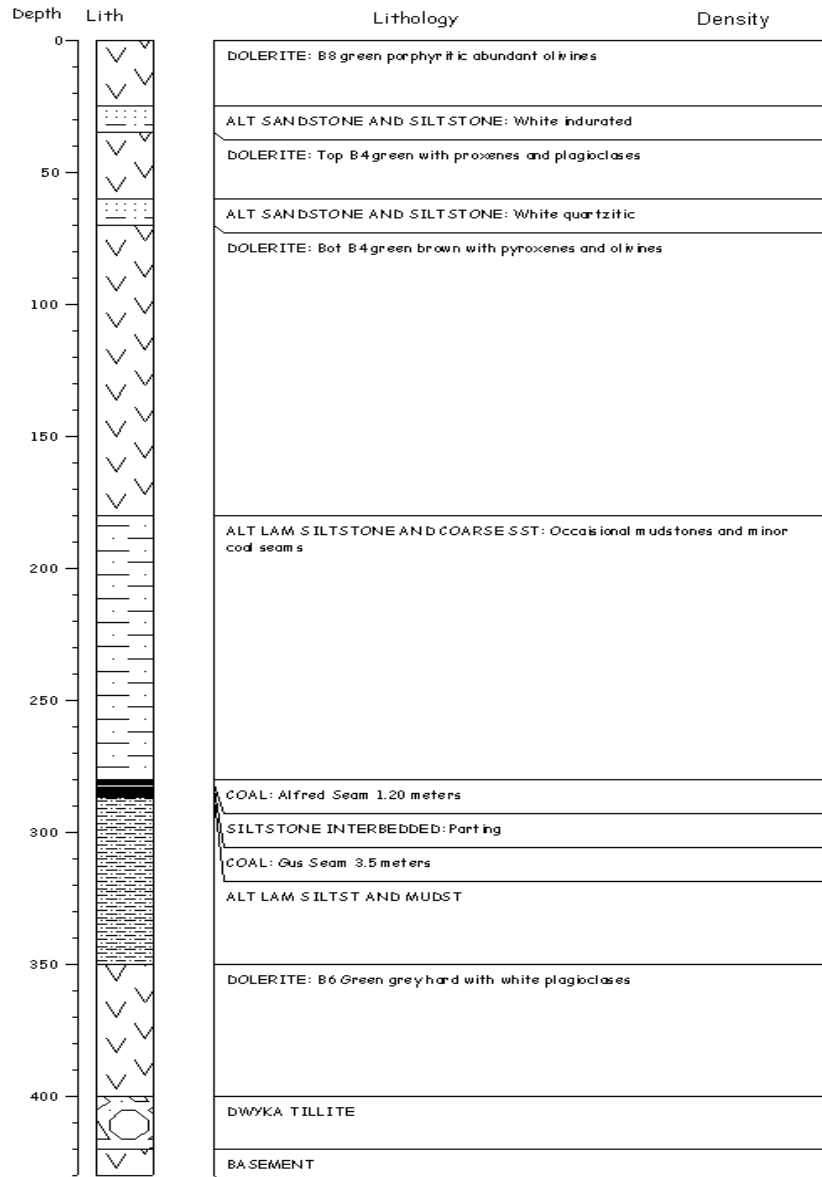 Depth Lith Lithology Density
0
DOLERITE: B8 green porphyritic abundant olivines
ALT SANDSTONE AND SILTSTONE: White indurated
DOLERITE: Top B4 green with proxenes and plagioclases
50
ALT SANDSTONE AND SILTSTONE: White quartzitic
DOLERITE: Bot B4 green brown with pyroxenes and olivines
100
150
ALT LAM SILTSTONE AND COARSE SST: Occaisional mudstones and minor
coal seams
200
250
COAL: Alfred Seam 1.20 meters
SILTSTONE INTERBEDDED: Parting
300
COAL: Gus Seam 3.5 meters
ALT LAM SILTST AND MUDST
350
DOLERITE: B6 Green grey hard with white plagioclases
400
DWYKA TILLITE
BASEMENT